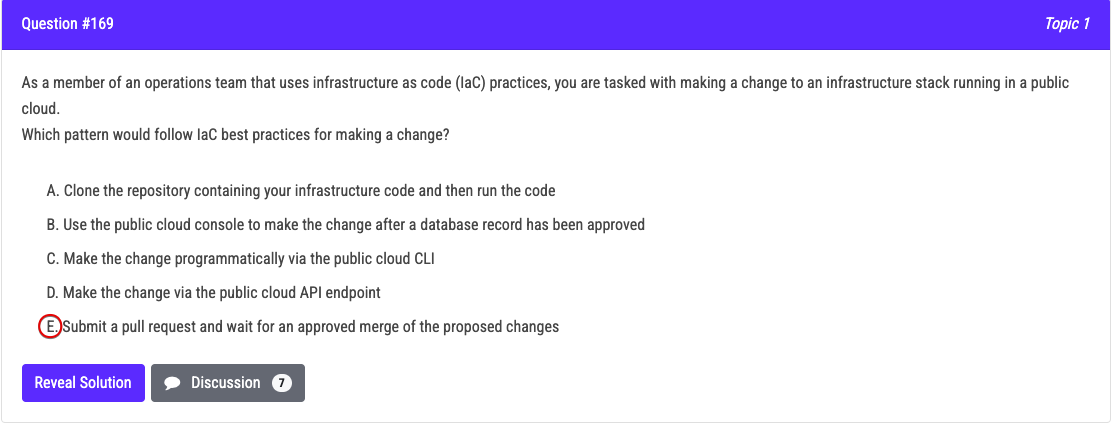 Question #169
Topic 1
As a member of an operations team that uses infrastructure as code (IaC) practices, you are tasked with making a change to an infrastructure stack running in a public
cloud.
Which pattern would follow IaC best practices for making a change?
A. Clone the repository containing your infrastructure code and then run the code
B. Use the public cloud console to make the change after a database record has been approved
C. Make the change programmatically via the public cloud CLI
D. Make the change via the public cloud API endpoint
E. Submit a pull request and wait for an approved merge of the proposed changes
Reveal Solution
Discussion 7